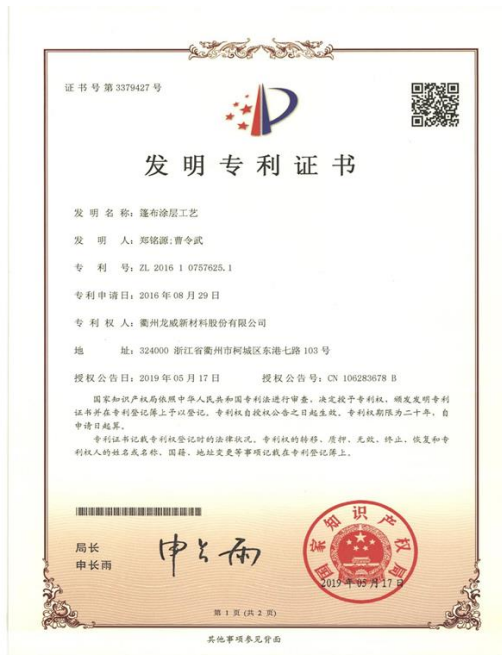 证书号第3379427号
发明专利证书
发明名称：篷布涂层工艺
发明人：郑铭源；曹令武
专利号：ZL 2016 1 0757625.1
专利申请日：2016年08月29日
专利权人：衢州龙威新材料股份有限公司
地址：324000 浙江省衢州市柯城区东港七路103号
授权公告日：2019年05月17日 授权公告号：CN 106283678 B
国家知识产权局依照中华人民共和国专利法进行审查，决定授予专利权，颁发发明专利
证书并在专利登记簿上予以登记。专利权自授权公告之日起生效。专利权期限为二十年，自
申请日起算。
专利证书记载专利权登记时的法律状况。专利权的转移、质押、无效、终止、恢复和专
利权人的姓名或名称、国籍、地址变更等事项记载在专利登记簿上。
局长
申长雨
申长雨
国家知识产权局
2019年05月17日
第1页（共2页）
其他事项参见背面